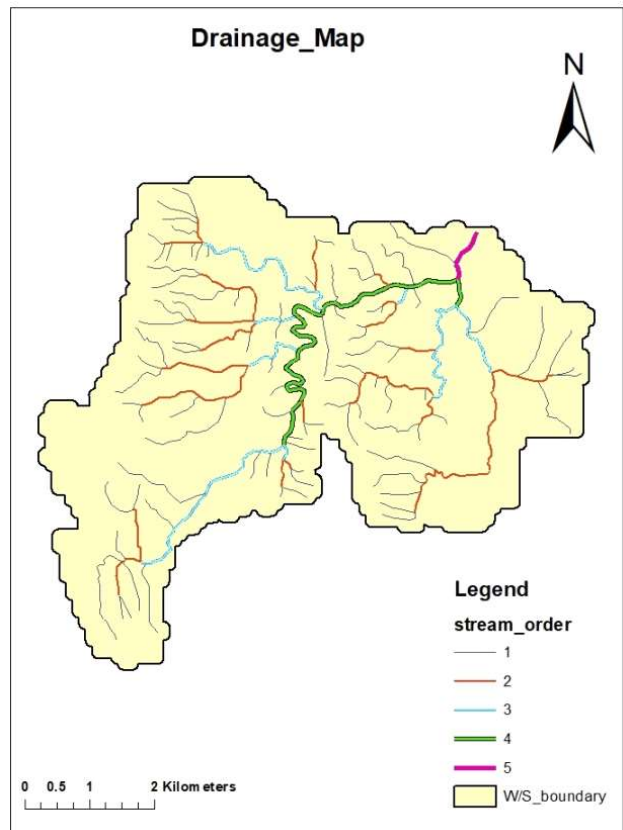 Drainage_Map
N
Legend
stream_order
1
2
3
4
5
W/S_boundary
0 0.5 1 2 Kilometers